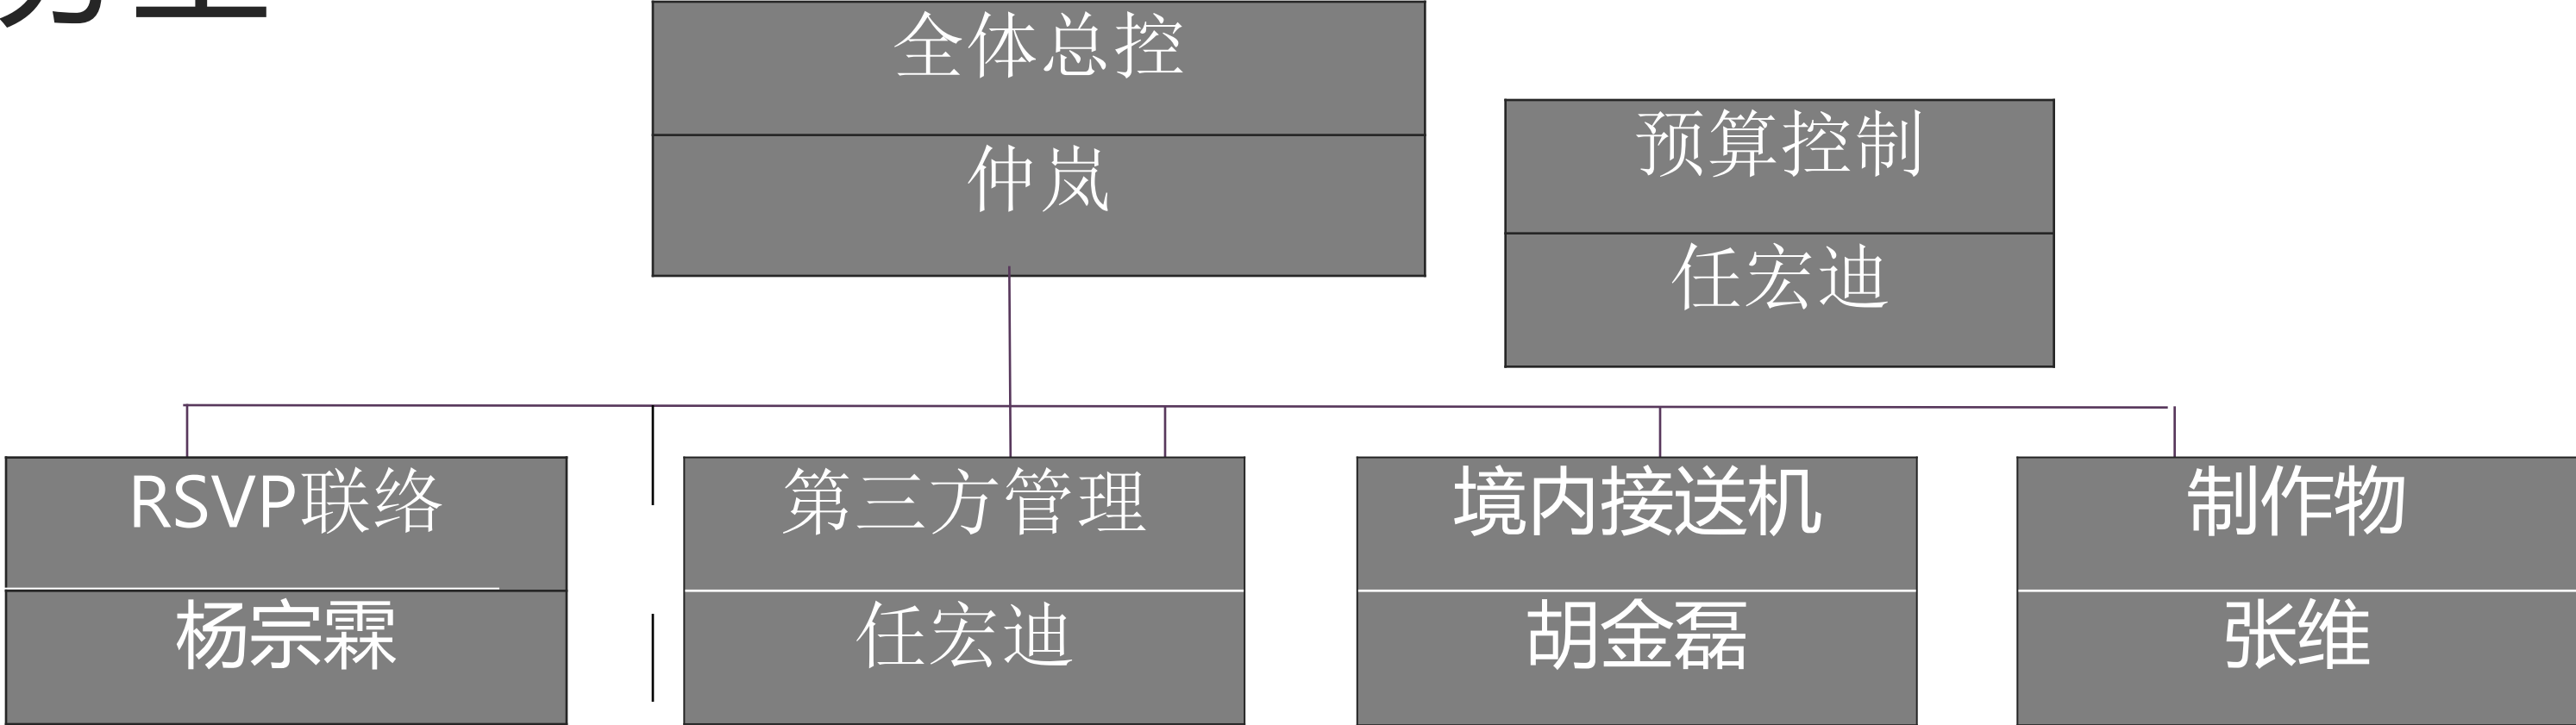 全体总控
仲岚
预算控制
任宏迪
RSVP联络
杨宗霖
第三方管理
任宏迪
境内接送机
胡金磊
制作物
张维